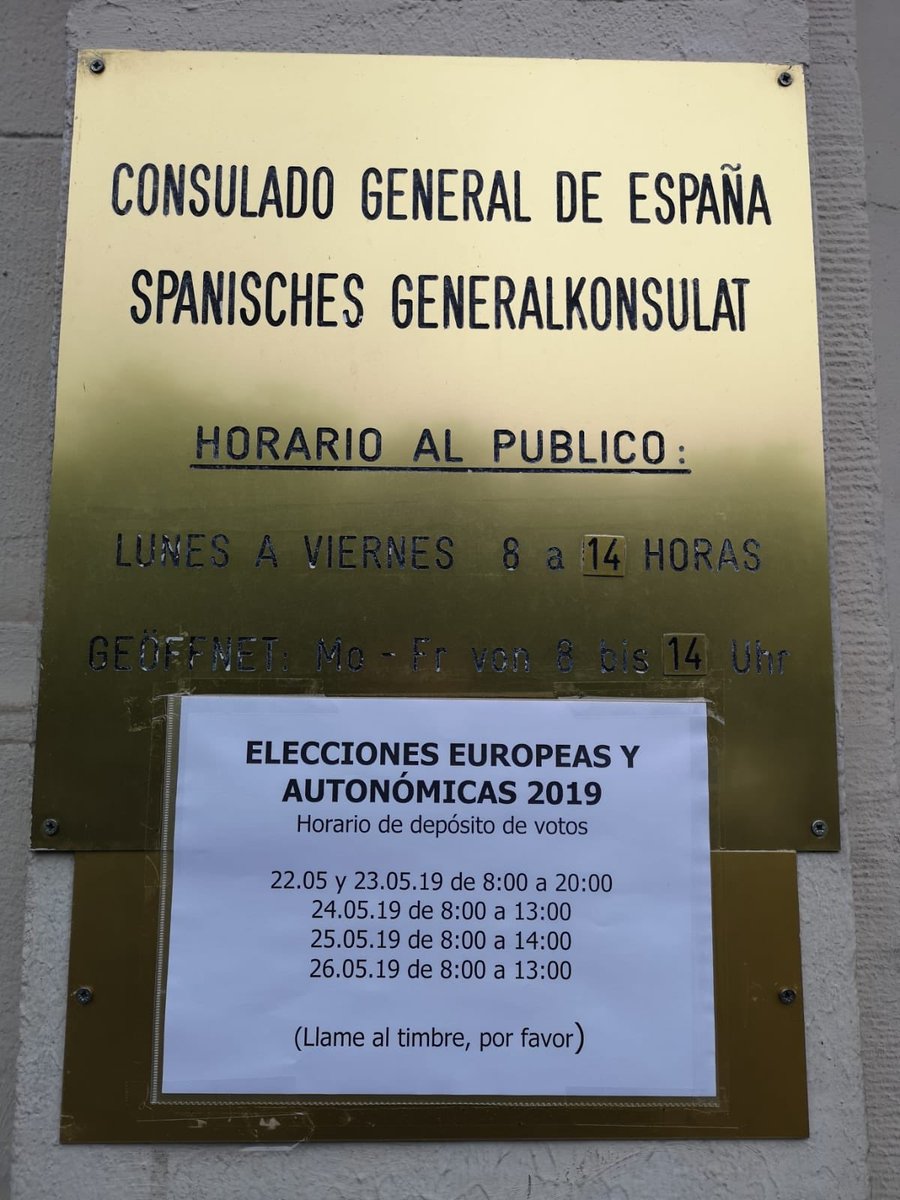 CONSULADO GENERAL DE ESPAÑA
SPANISCHES GENERALKONSULAT
HORARIO AL PUBLICO:
LUNES A VIERNES 8 a 14 HORAS
GEÖFFNET: Mo - Fr von 8 bis 14 Uhr
ELECCIONES EUROPEAS Y
AUTONÓMICAS 2019
Horario de depósito de votos
22.05 y 23.05.19 de 8:00 a 20:00
24.05.19 de 8:00 a 13:00
25.05.19 de 8:00 a 14:00
26.05.19 de 8:00 a 13:00
(Llame al timbre, por favor)